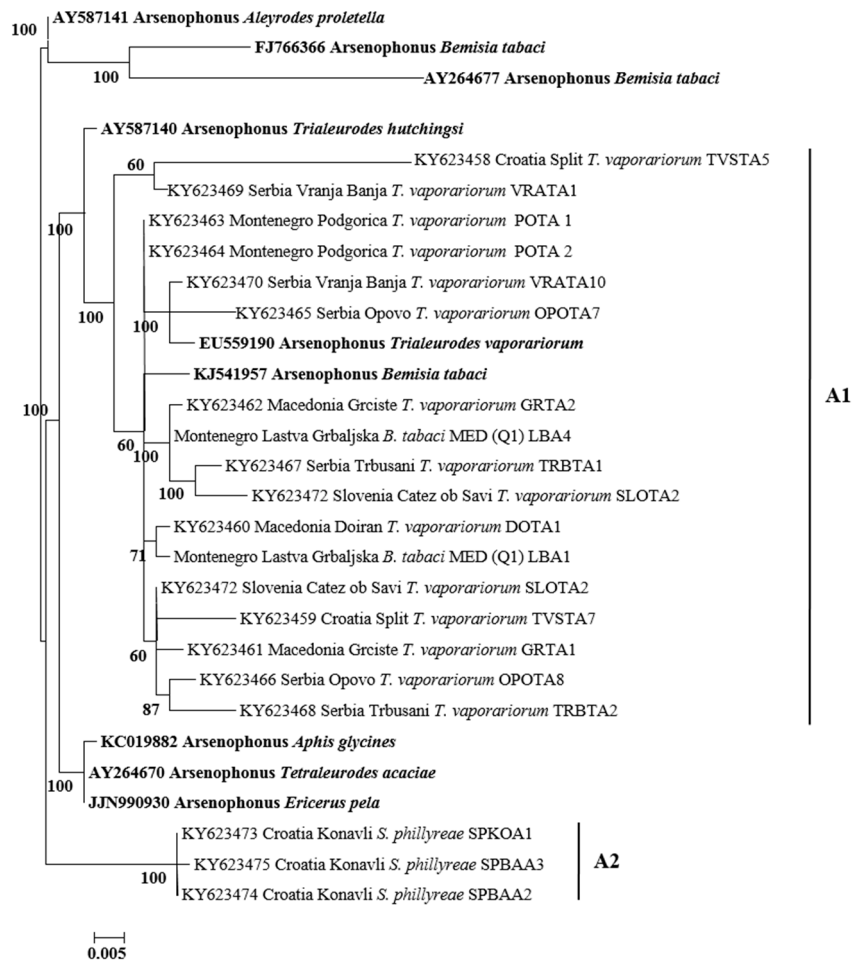 AY587141 Arsenophonus Aleyrodes proletella
100
FJ766366 Arsenophonus Bemisia tabaci
100
AY264677 Arsenophonus Bemisia tabaci
AY587140 Arsenophonus Trialeurodes hutchingsi
60
KY623458 Croatia Split T. vaporariorum TVSTA5
KY623469 Serbia Vranja Banja T. vaporariorum VRATA1
KY623463 Montenegro Podgorica T. vaporariorum POTA 1
100
KY623464 Montenegro Podgorica T. vaporariorum POTA 2
KY623470 Serbia Vranja Banja T. vaporariorum VRATA10
KY623465 Serbia Opovo T. vaporariorum OPOTA7
100
100
EU559190 Arsenophonus Trialeurodes vaporariorum
KJ541957 Arsenophonus Bemisia tabaci
A1
KY623462 Macedonia Grciste T. vaporariorum GRTA2
100
Montenegro Lastva Grbaljska B. tabaci MED (Q1) LBA4
60
100
KY623467 Serbia Trbusani T. vaporariorum TRBTA1
100
KY623472 Slovenia Catez ob Savi T. vaporariorum SLOTA2
KY623460 Macedonia Doiran T. vaporariorum DOTA1
71
Montenegro Lastva Grbaljska B. tabaci MED (Q1) LBA1
KY623472 Slovenia Catez ob Savi T. vaporariorum SLOTA2
KY623459 Croatia Split T. vaporariorum TVSTA7
60
KY623461 Macedonia Grciste T. vaporariorum GRTA1
KY623466 Serbia Opovo T. vaporariorum OPOTA8
87
KY623468 Serbia Trbusani T. vaporariorum TRBTA2
KC019882 Arsenophonus Aphis glycines
AY264670 Arsenophonus Tetraleurodes acaciae
100
JJN990930 Arsenophonus Ericerus pela
KY623473 Croatia Konavli S. phillyreae SPKOA1
KY623475 Croatia Konavli S. phillyreae SPBAA3
A2
100
KY623474 Croatia Konavli S. phillyreae SPBAA2
0.005